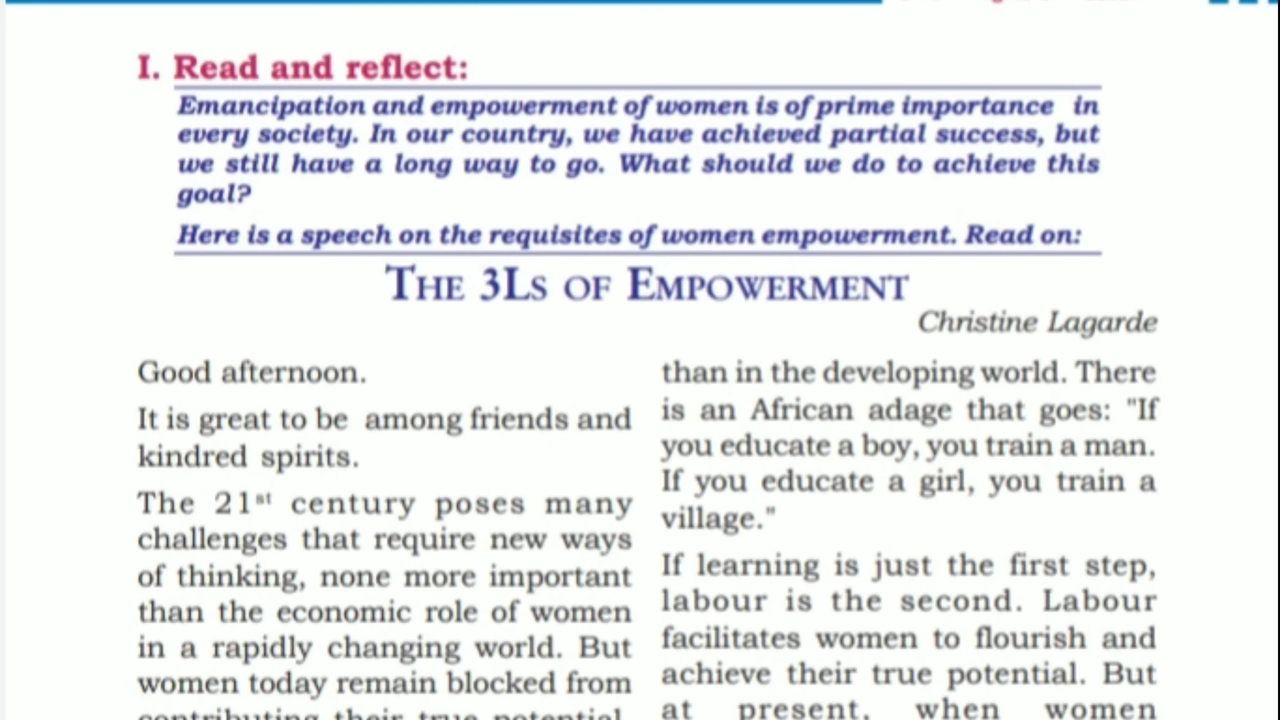 I. Read and reflect:
Emancipation and empowerment of women is of prime importance in
every society. In our country, we have achieved partial success, but
we still have a long way to go. What should we do to achieve this
goal?
Here is a speech on the requisites of women empowerment. Read on:
THE 3LS OF EMPOWERMENT
Christine Lagarde
Good afternoon.
It is great to be among friends and
kindred spirits.
The 21st century poses many
challenges that require new ways
of thinking, none more important
than the economic role of women
in a rapidly changing world. But
women today remain blocked from
contributing their true potential.
than in the developing world. There
is an African adage that goes: "If
you educate a boy, you train a man.
If you educate a girl, you train a
village."
If learning is just the first step,
labour is the second. Labour
facilitates women to flourish and
achieve their true potential. But
at present, when women